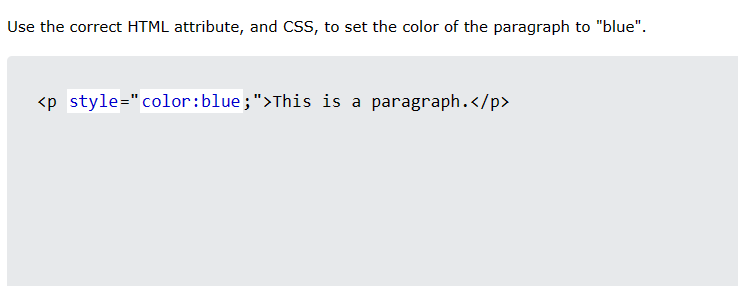 Use the correct HTML attribute, and CSS, to set the color of the paragraph to "blue".
<p style="color:blue;">This is a paragraph.</p>